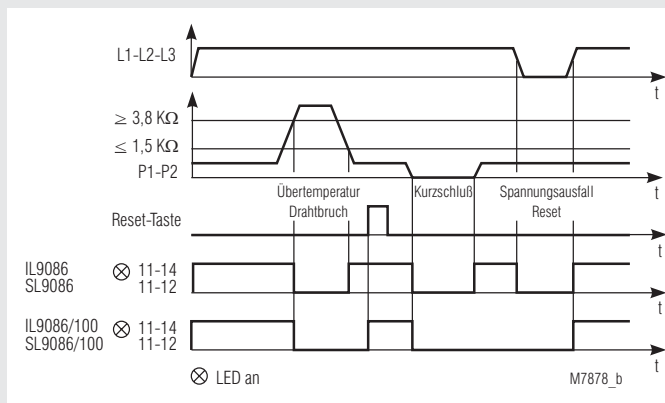 L1-L2-L3
t
≥ 3,8 KΩ
≤ 1,5 KΩ
P1-P2
t
Übertemperatur
Drahtbruch
Kurzschluß
Spannungsausfall
Reset
Reset-Taste
t
IL9086
SL9086
⊗ 11-14
11-12
t
IL9086/100
SL9086/100
⊗ 11-14
11-12
t
⊗ LED an
M7878_b